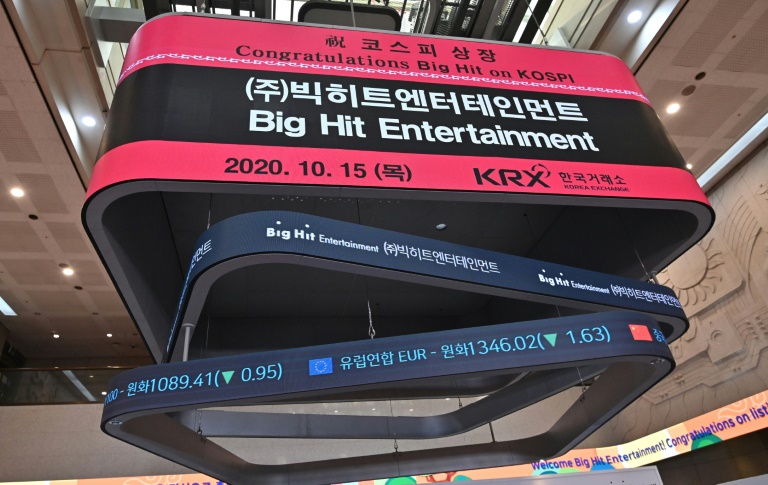 祝 코스피 상장
Congratulations Big Hit on KOSPI
(주)빅히트엔터테인먼트
Big Hit Entertainment
2020. 10. 15 (목)
KRX 한국거래소
KOREA EXCHANGE
Big Hit Entertainment (주)빅히트엔터테인먼트
Big Hit Entertainment (주)빅히트엔터테인먼트
00 - 원화1089.41(▼ 0.95) 유럽연합 EUR - 원화1346.02(▼ 1.63)
Welcome Big Hit Entertainment! Congratulations on list